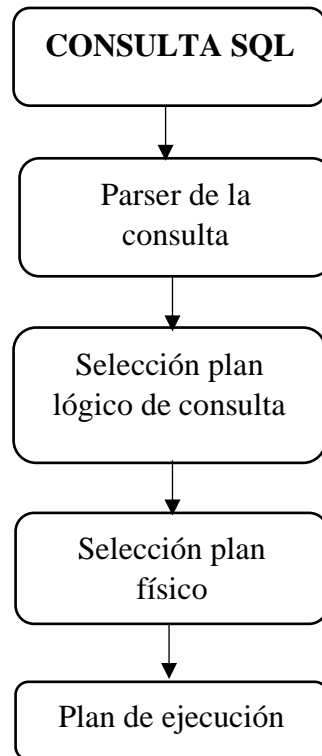 CONSULTA SQL
Parser de la
consulta
Selección plan
lógico de consulta
Selección plan
físico
Plan de ejecución